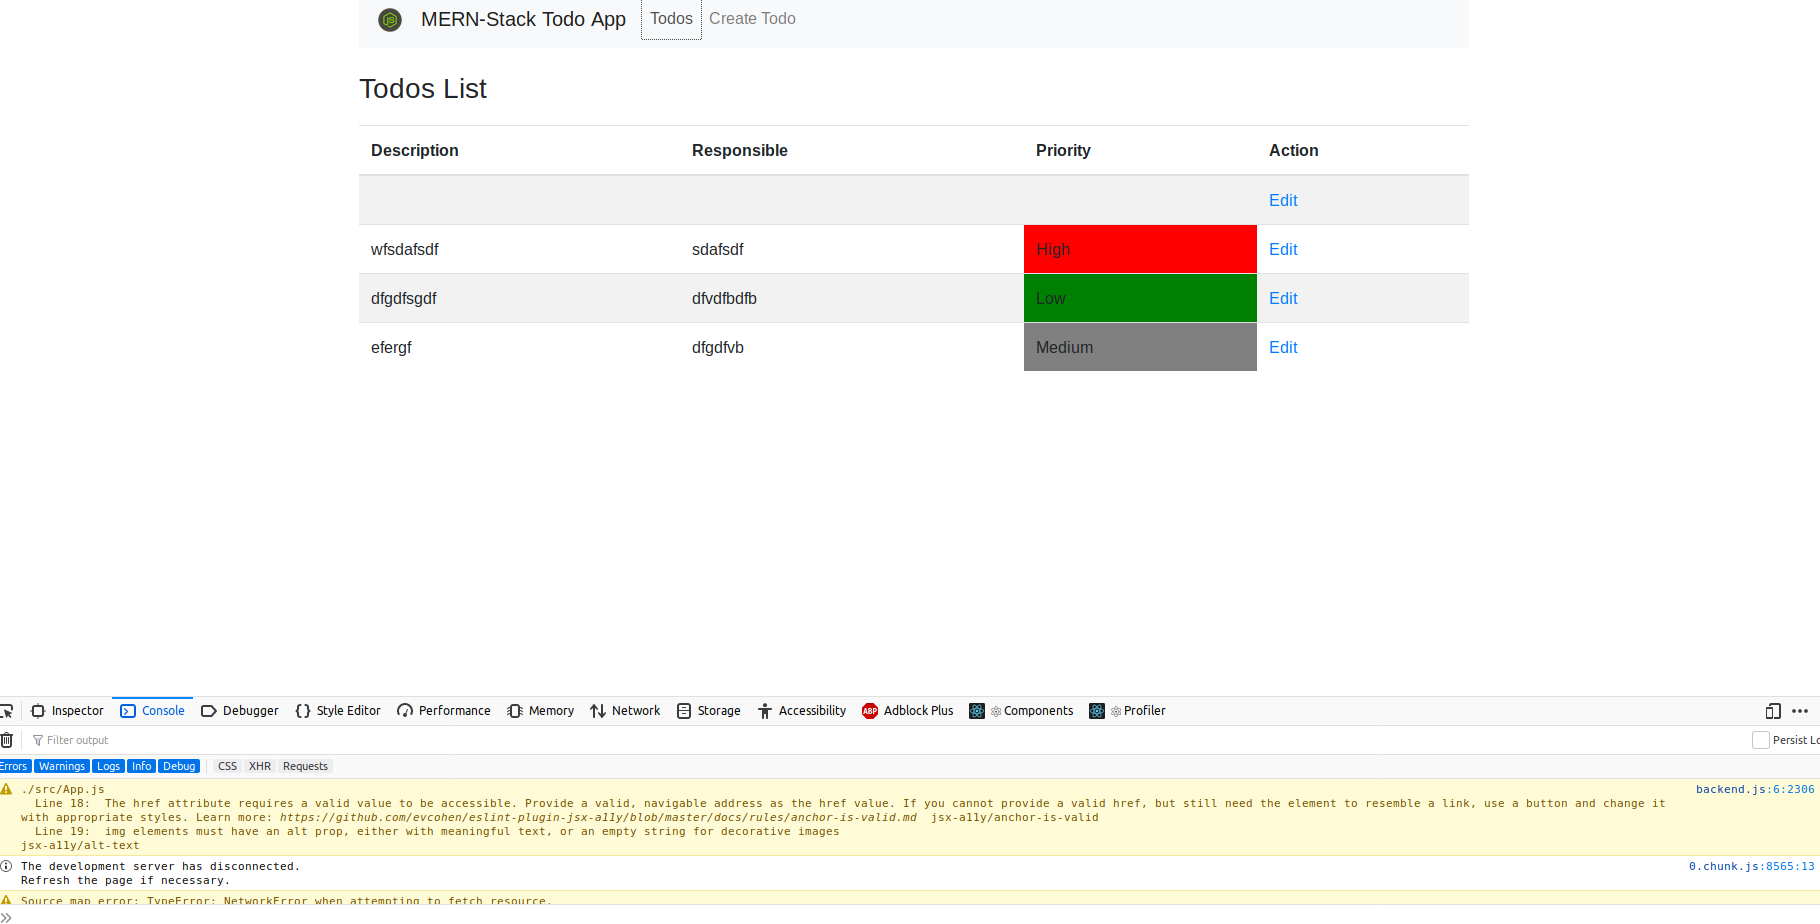 MERN-Stack Todo App Todos Create Todo
Todos List
Description Responsible Priority Action
Edit
wfsdafsdf sdafsdf High Edit
dfgdfsgdf dfvdfbdfb Low Edit
efergf dfgdfvb Medium Edit
Inspector Console Debugger Style Editor Performance Memory Network Storage Accessibility ABP Adblock Plus Components Profiler
Filter output Persist Lo
Errors Warnings Logs Info Debug CSS XHR Requests
./src/App.js backend.js:6:2306
Line 18: The href attribute requires a valid value to be accessible. Provide a valid, navigable address as the href value. If you cannot provide a valid href, but still need the element to resemble a link, use a button and change it
with appropriate styles. Learn more: https://github.com/evcohen/eslint-plugin-jsx-a11y/blob/master/docs/rules/anchor-is-valid.md jsx-a11y/anchor-is-valid
Line 19: img elements must have an alt prop, either with meaningful text, or an empty string for decorative images
jsx-a11y/alt-text
The development server has disconnected. 0.chunk.js:8565:13
Refresh the page if necessary.
Source map error: TypeError: NetworkError when attempting to fetch resource.